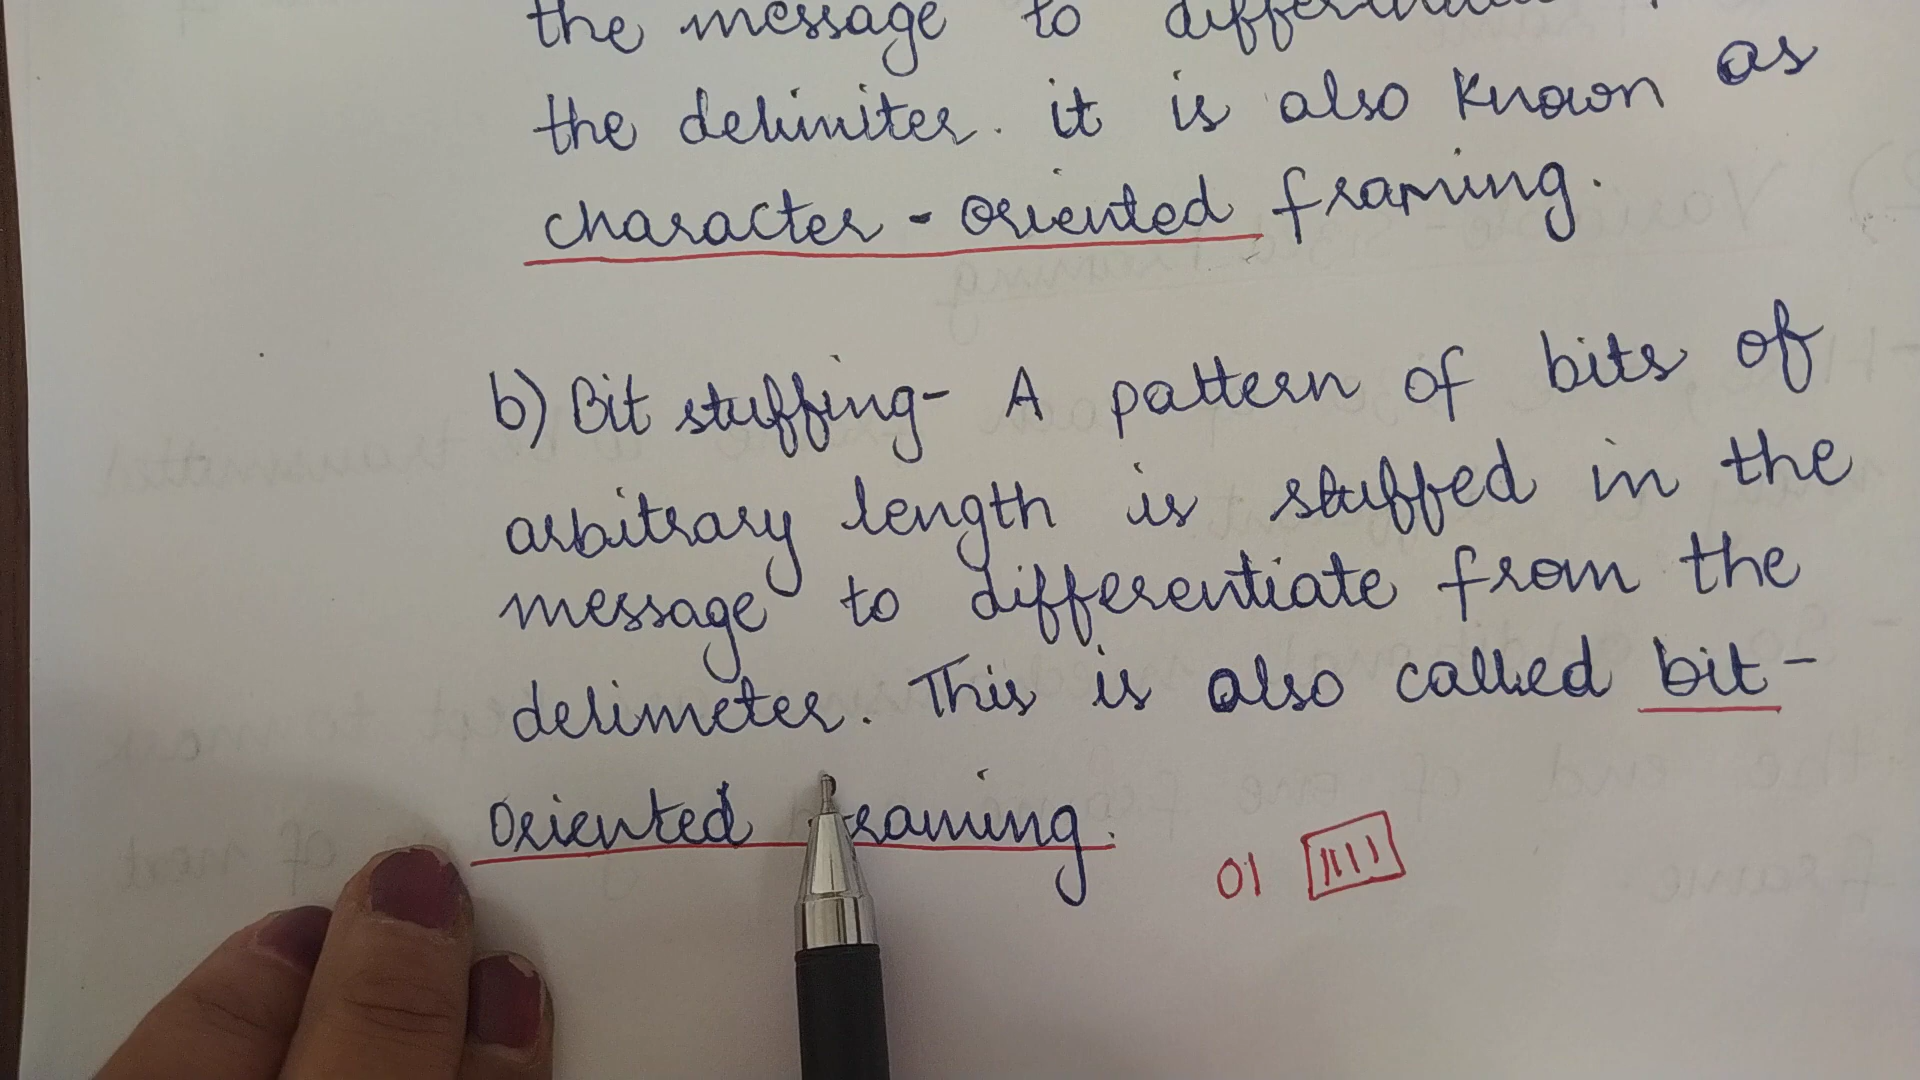 the message to
the delimiter. it is also known as
character-oriented framing.
b) Bit stuffing- A pattern of bits of
arbitrary length is stuffed in the
message to differentiate from the
delimeter. This is also called bit-
Oriented framing.
01 11111